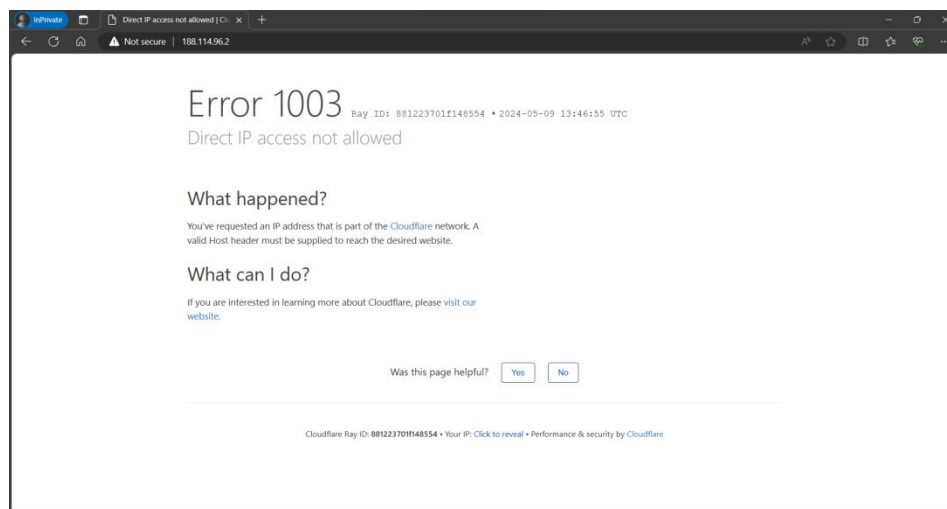 InPrivate
Direct IP access not allowed | Clo
Not secure | 188.114.96.2
Error 1003 Ray ID: 881223701f148554 • 2024-05-09 13:46:55 UTC
Direct IP access not allowed
What happened?
You've requested an IP address that is part of the Cloudflare network. A
valid Host header must be supplied to reach the desired website.
What can I do?
If you are interested in learning more about Cloudflare, please visit our
website.
Was this page helpful? Yes No
Cloudflare Ray ID: 881223701f148554 • Your IP: Click to reveal • Performance & security by Cloudflare